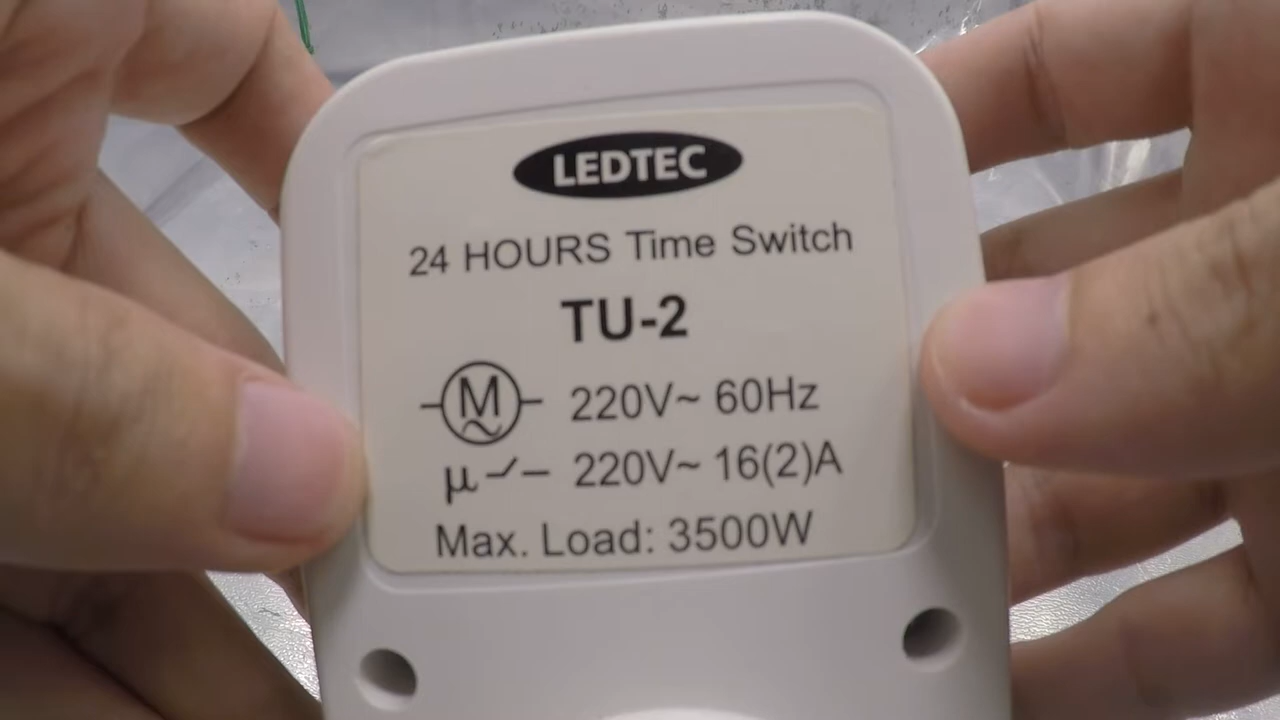 LEDTEC
24 HOURS Time Switch
TU-2
M 220V~ 60Hz
µ 220V~ 16(2)A
Max. Load: 3500W